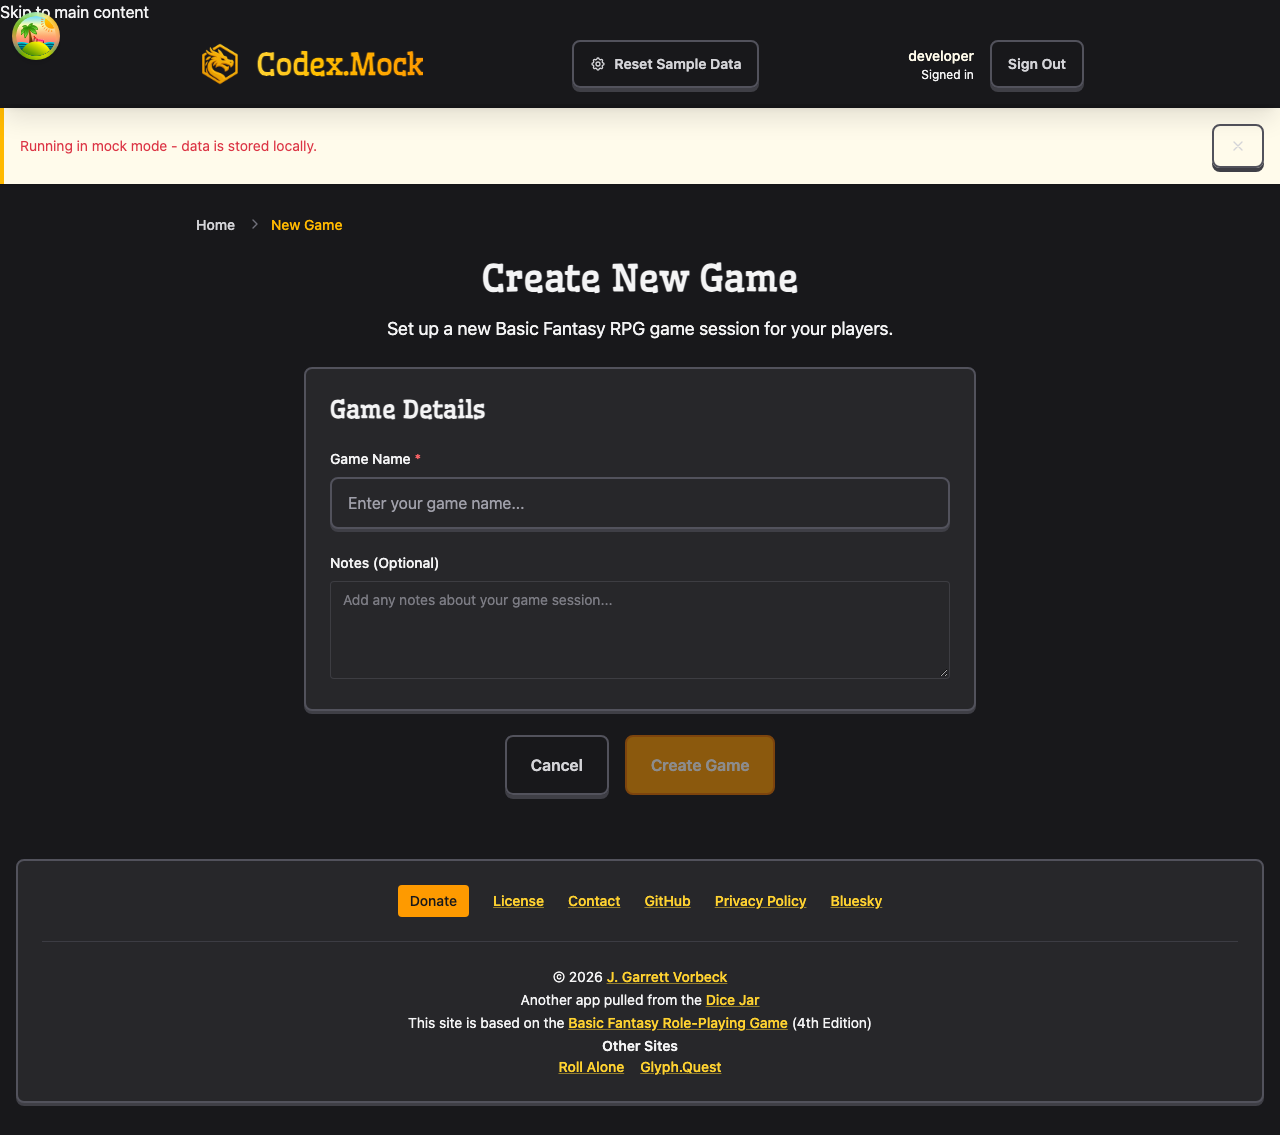 Skip to main content
Codex.Mock
Reset Sample Data
developer
Signed in
Sign Out
Running in mock mode - data is stored locally.
Home
New Game
Create New Game
Set up a new Basic Fantasy RPG game session for your players.
Game Details
Game Name *
Enter your game name...
Notes (Optional)
Add any notes about your game session...
Cancel
Create Game
Donate
License
Contact
GitHub
Privacy Policy
Bluesky
© 2026 J. Garrett Vorbeck
Another app pulled from the Dice Jar
This site is based on the Basic Fantasy Role-Playing Game (4th Edition)
Other Sites
Roll Alone
Glyph.Quest